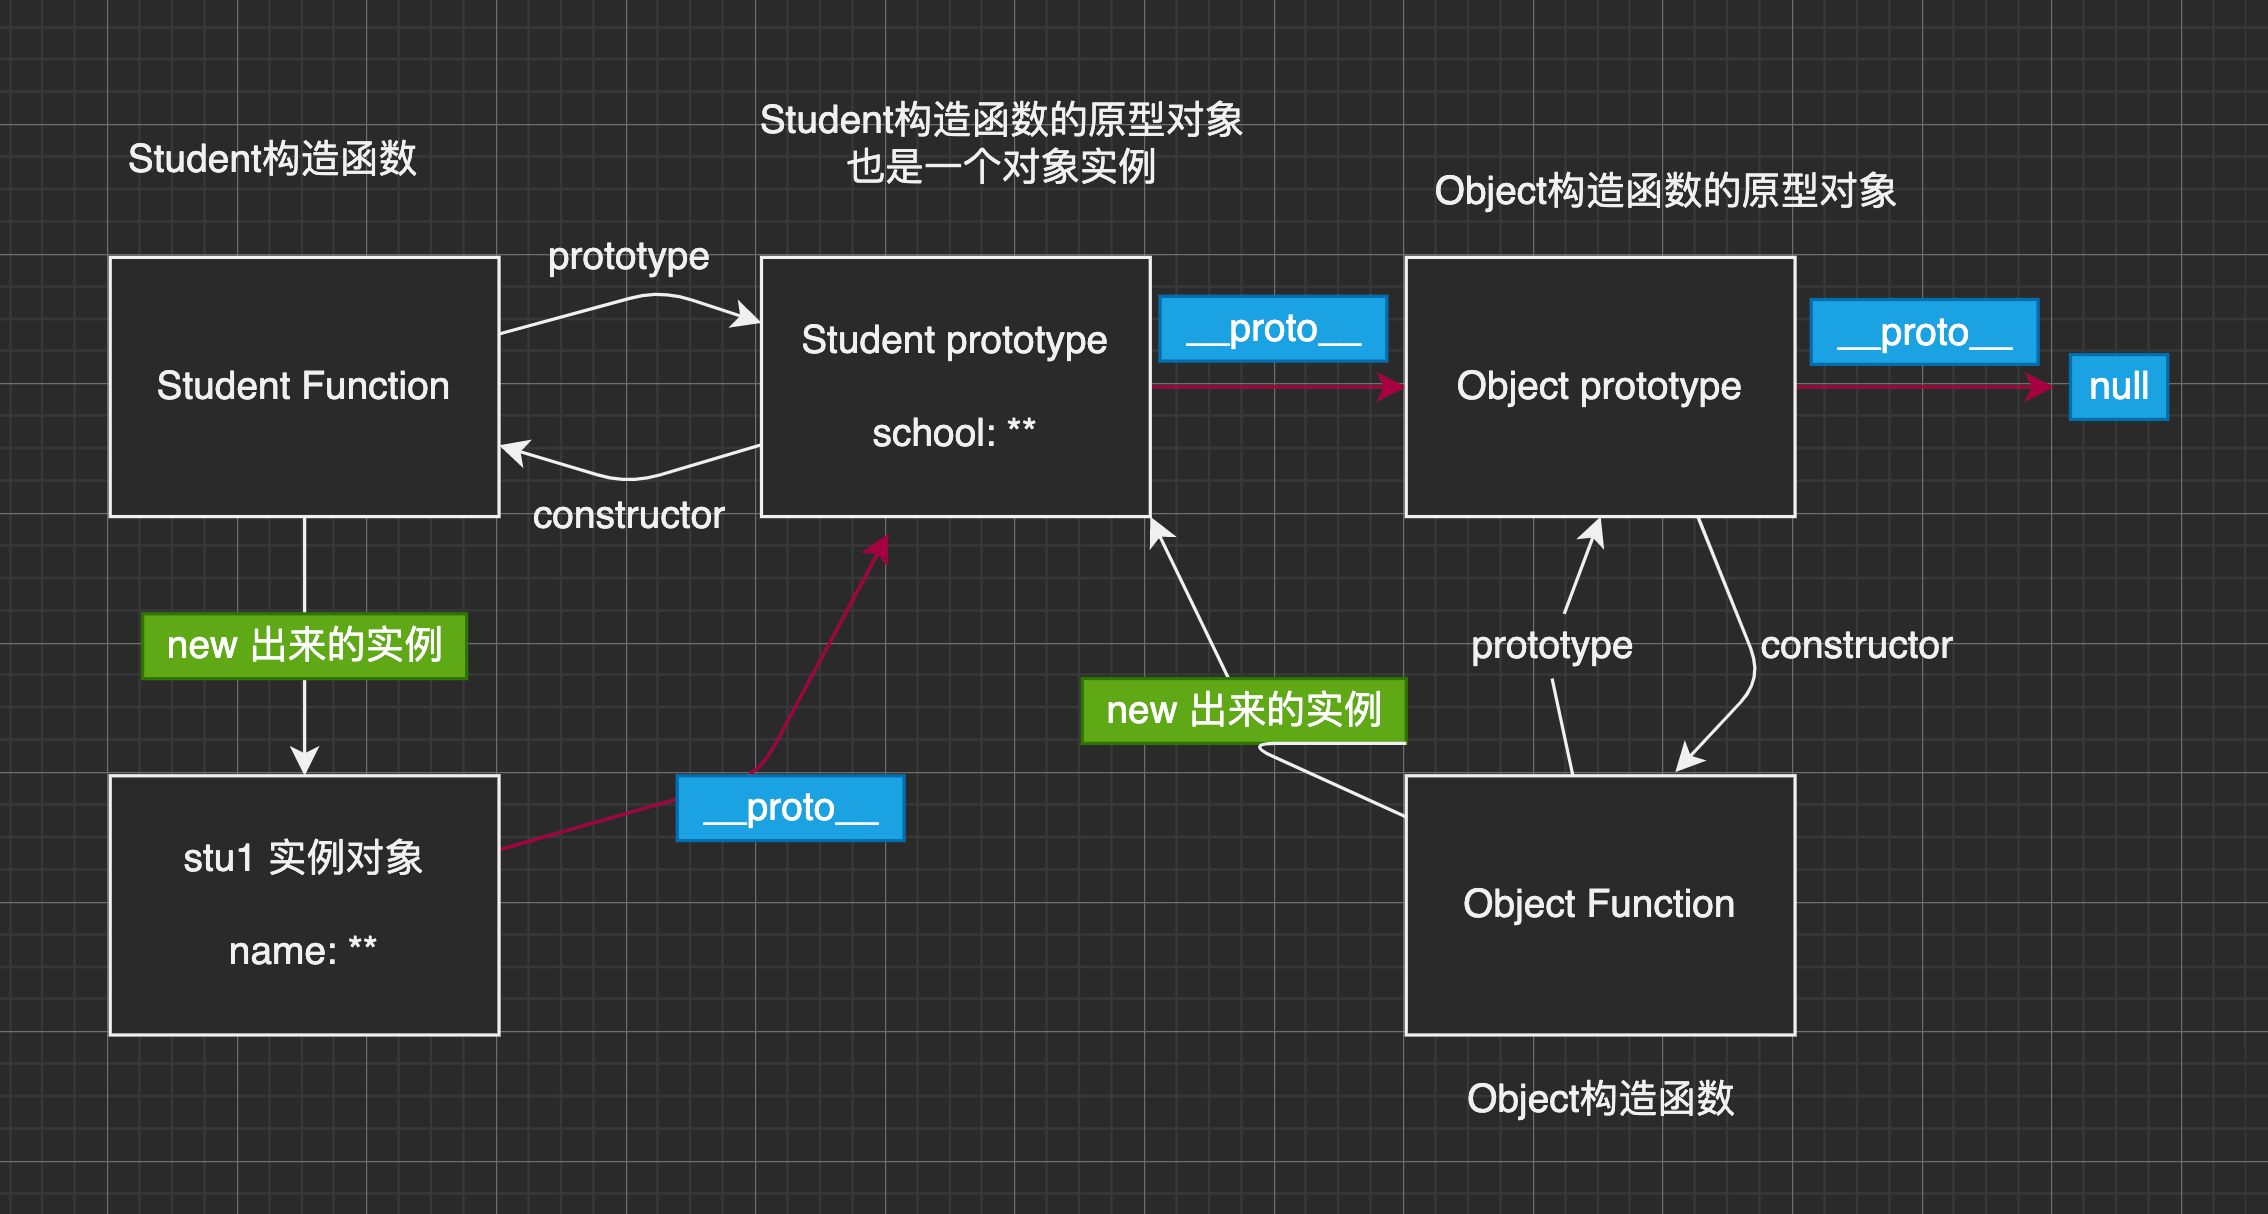 Student构造函数的原型对象
也是一个对象实例
Student构造函数
Object构造函数的原型对象
prototype
Student Function
Student prototype
school: **
__proto__
Object prototype
__proto__
null
constructor
new 出来的实例
prototype
constructor
new 出来的实例
__proto__
stu1 实例对象
name: **
Object Function
Object构造函数